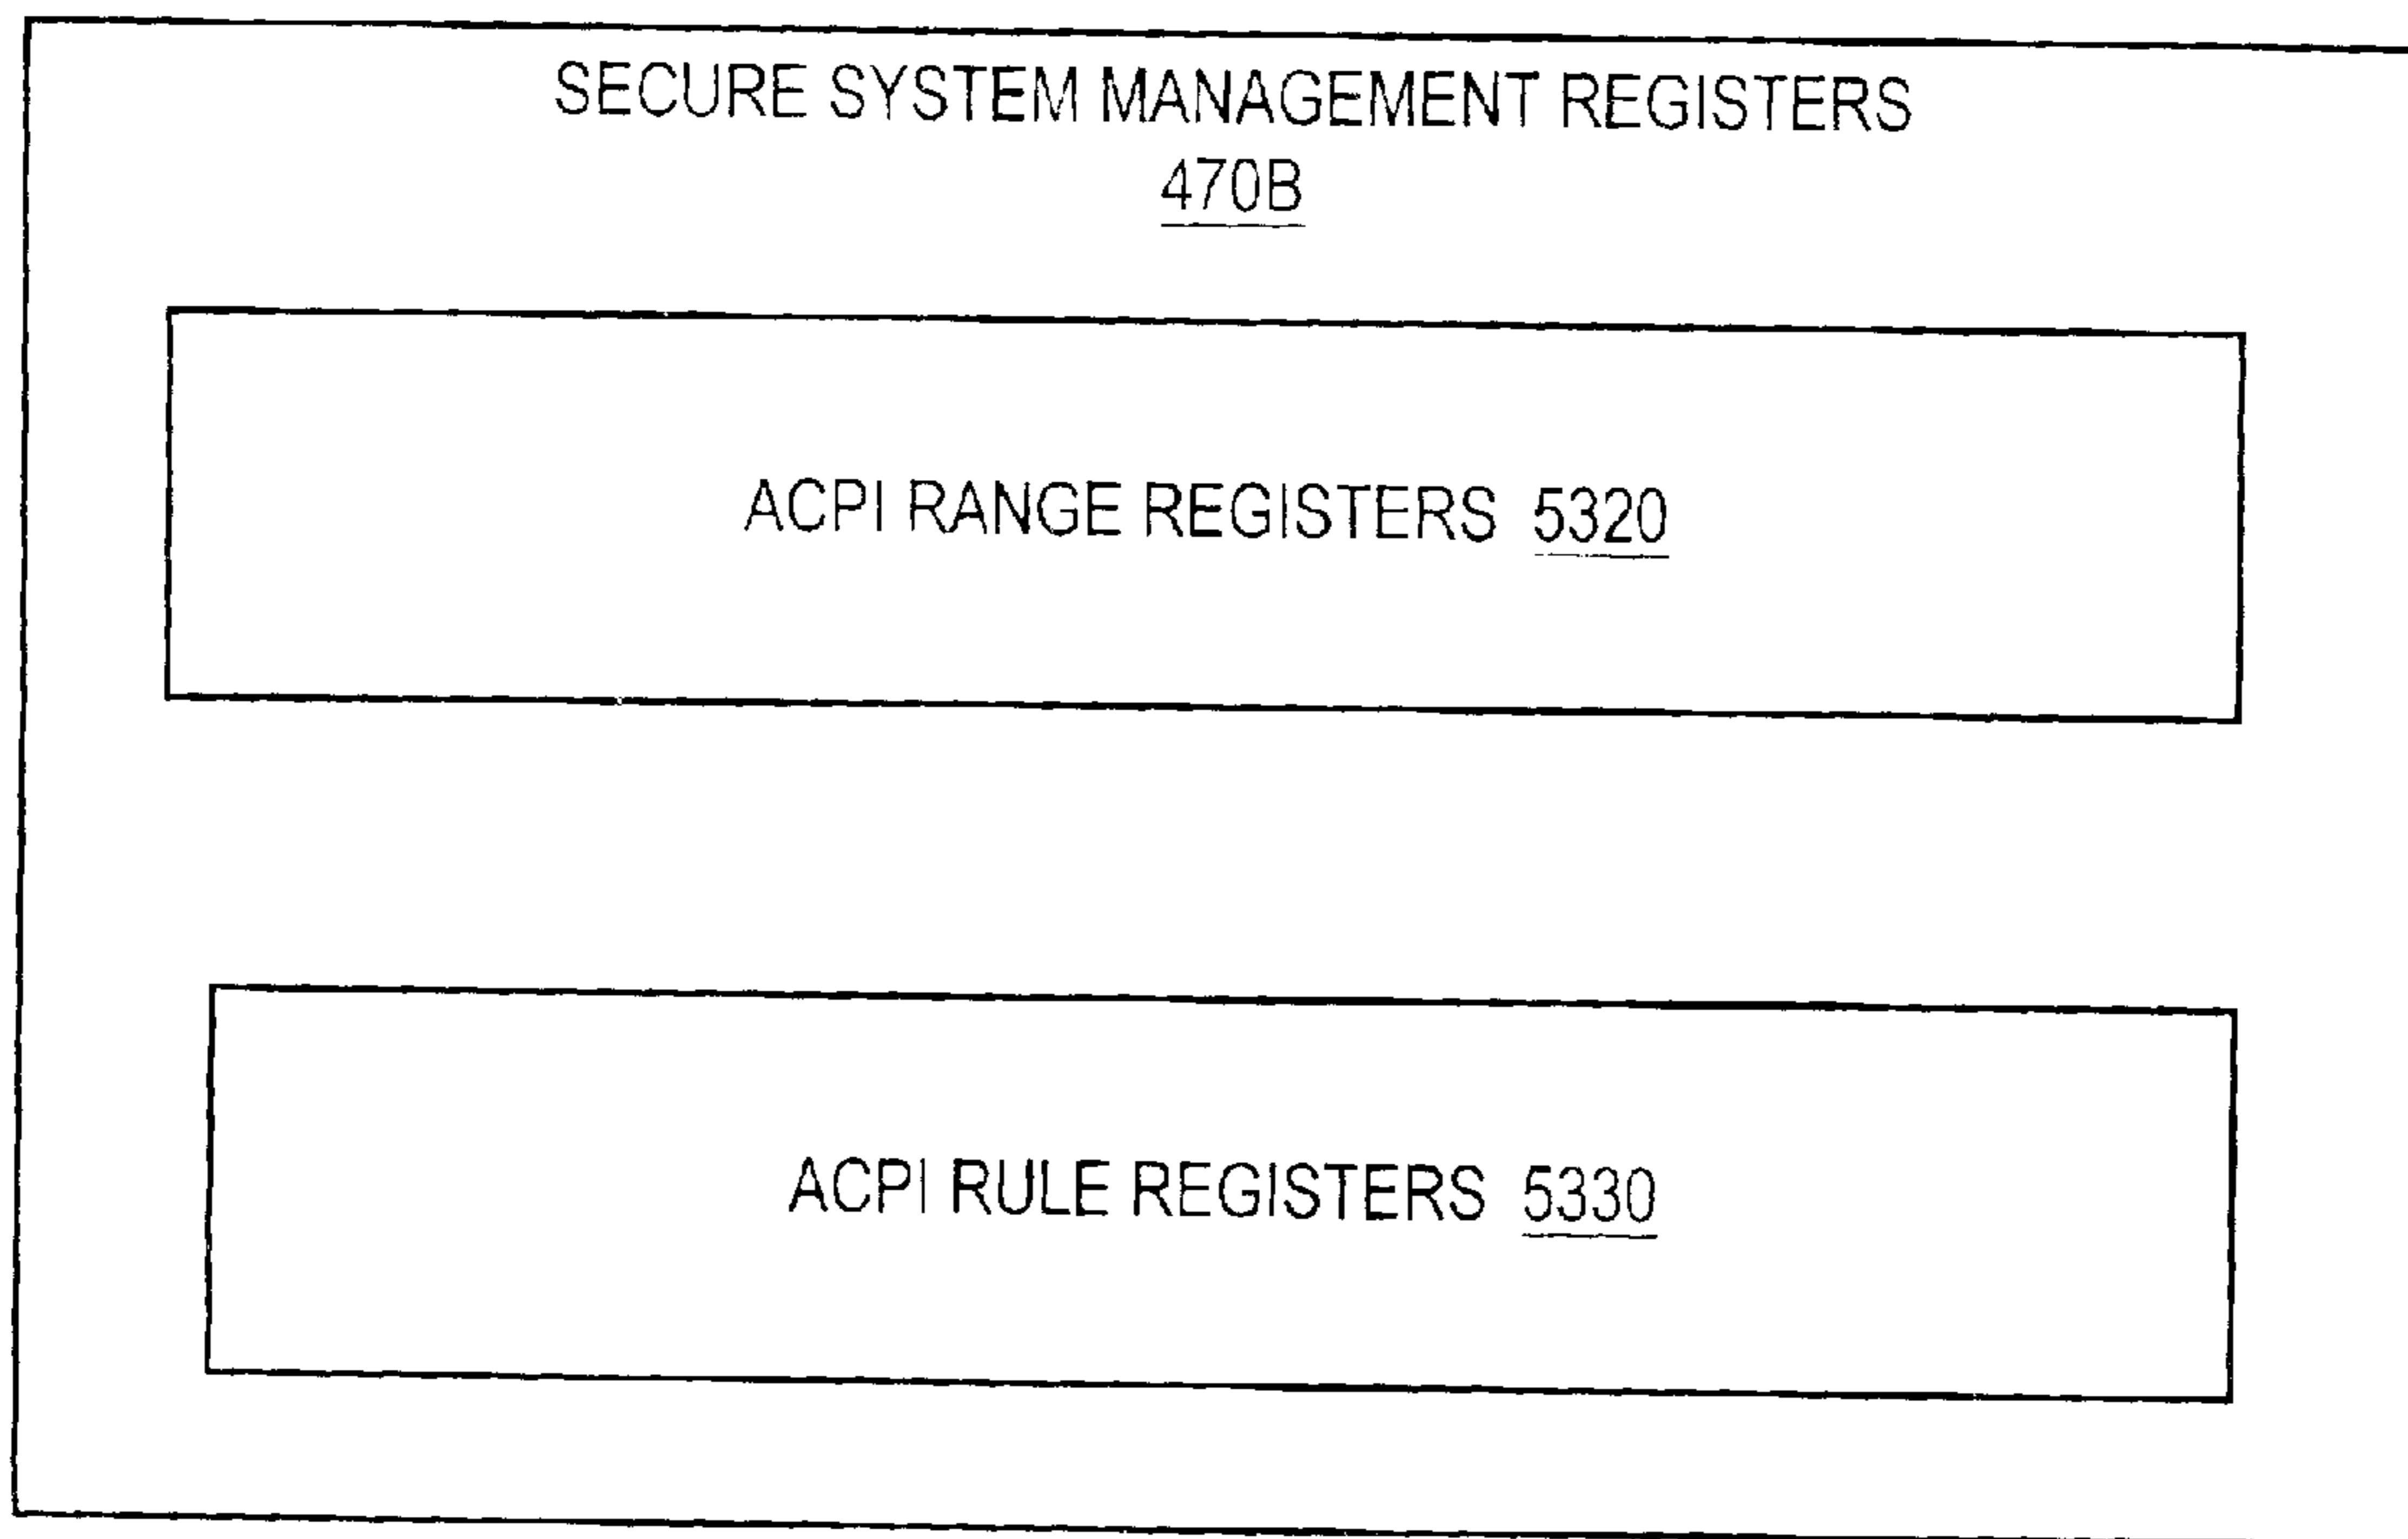 SECURE SYSTEM MANAGEMENT REGISTERS
470B
ACPI RANGE REGISTERS 5320
ACPI RULE REGISTERS 5330